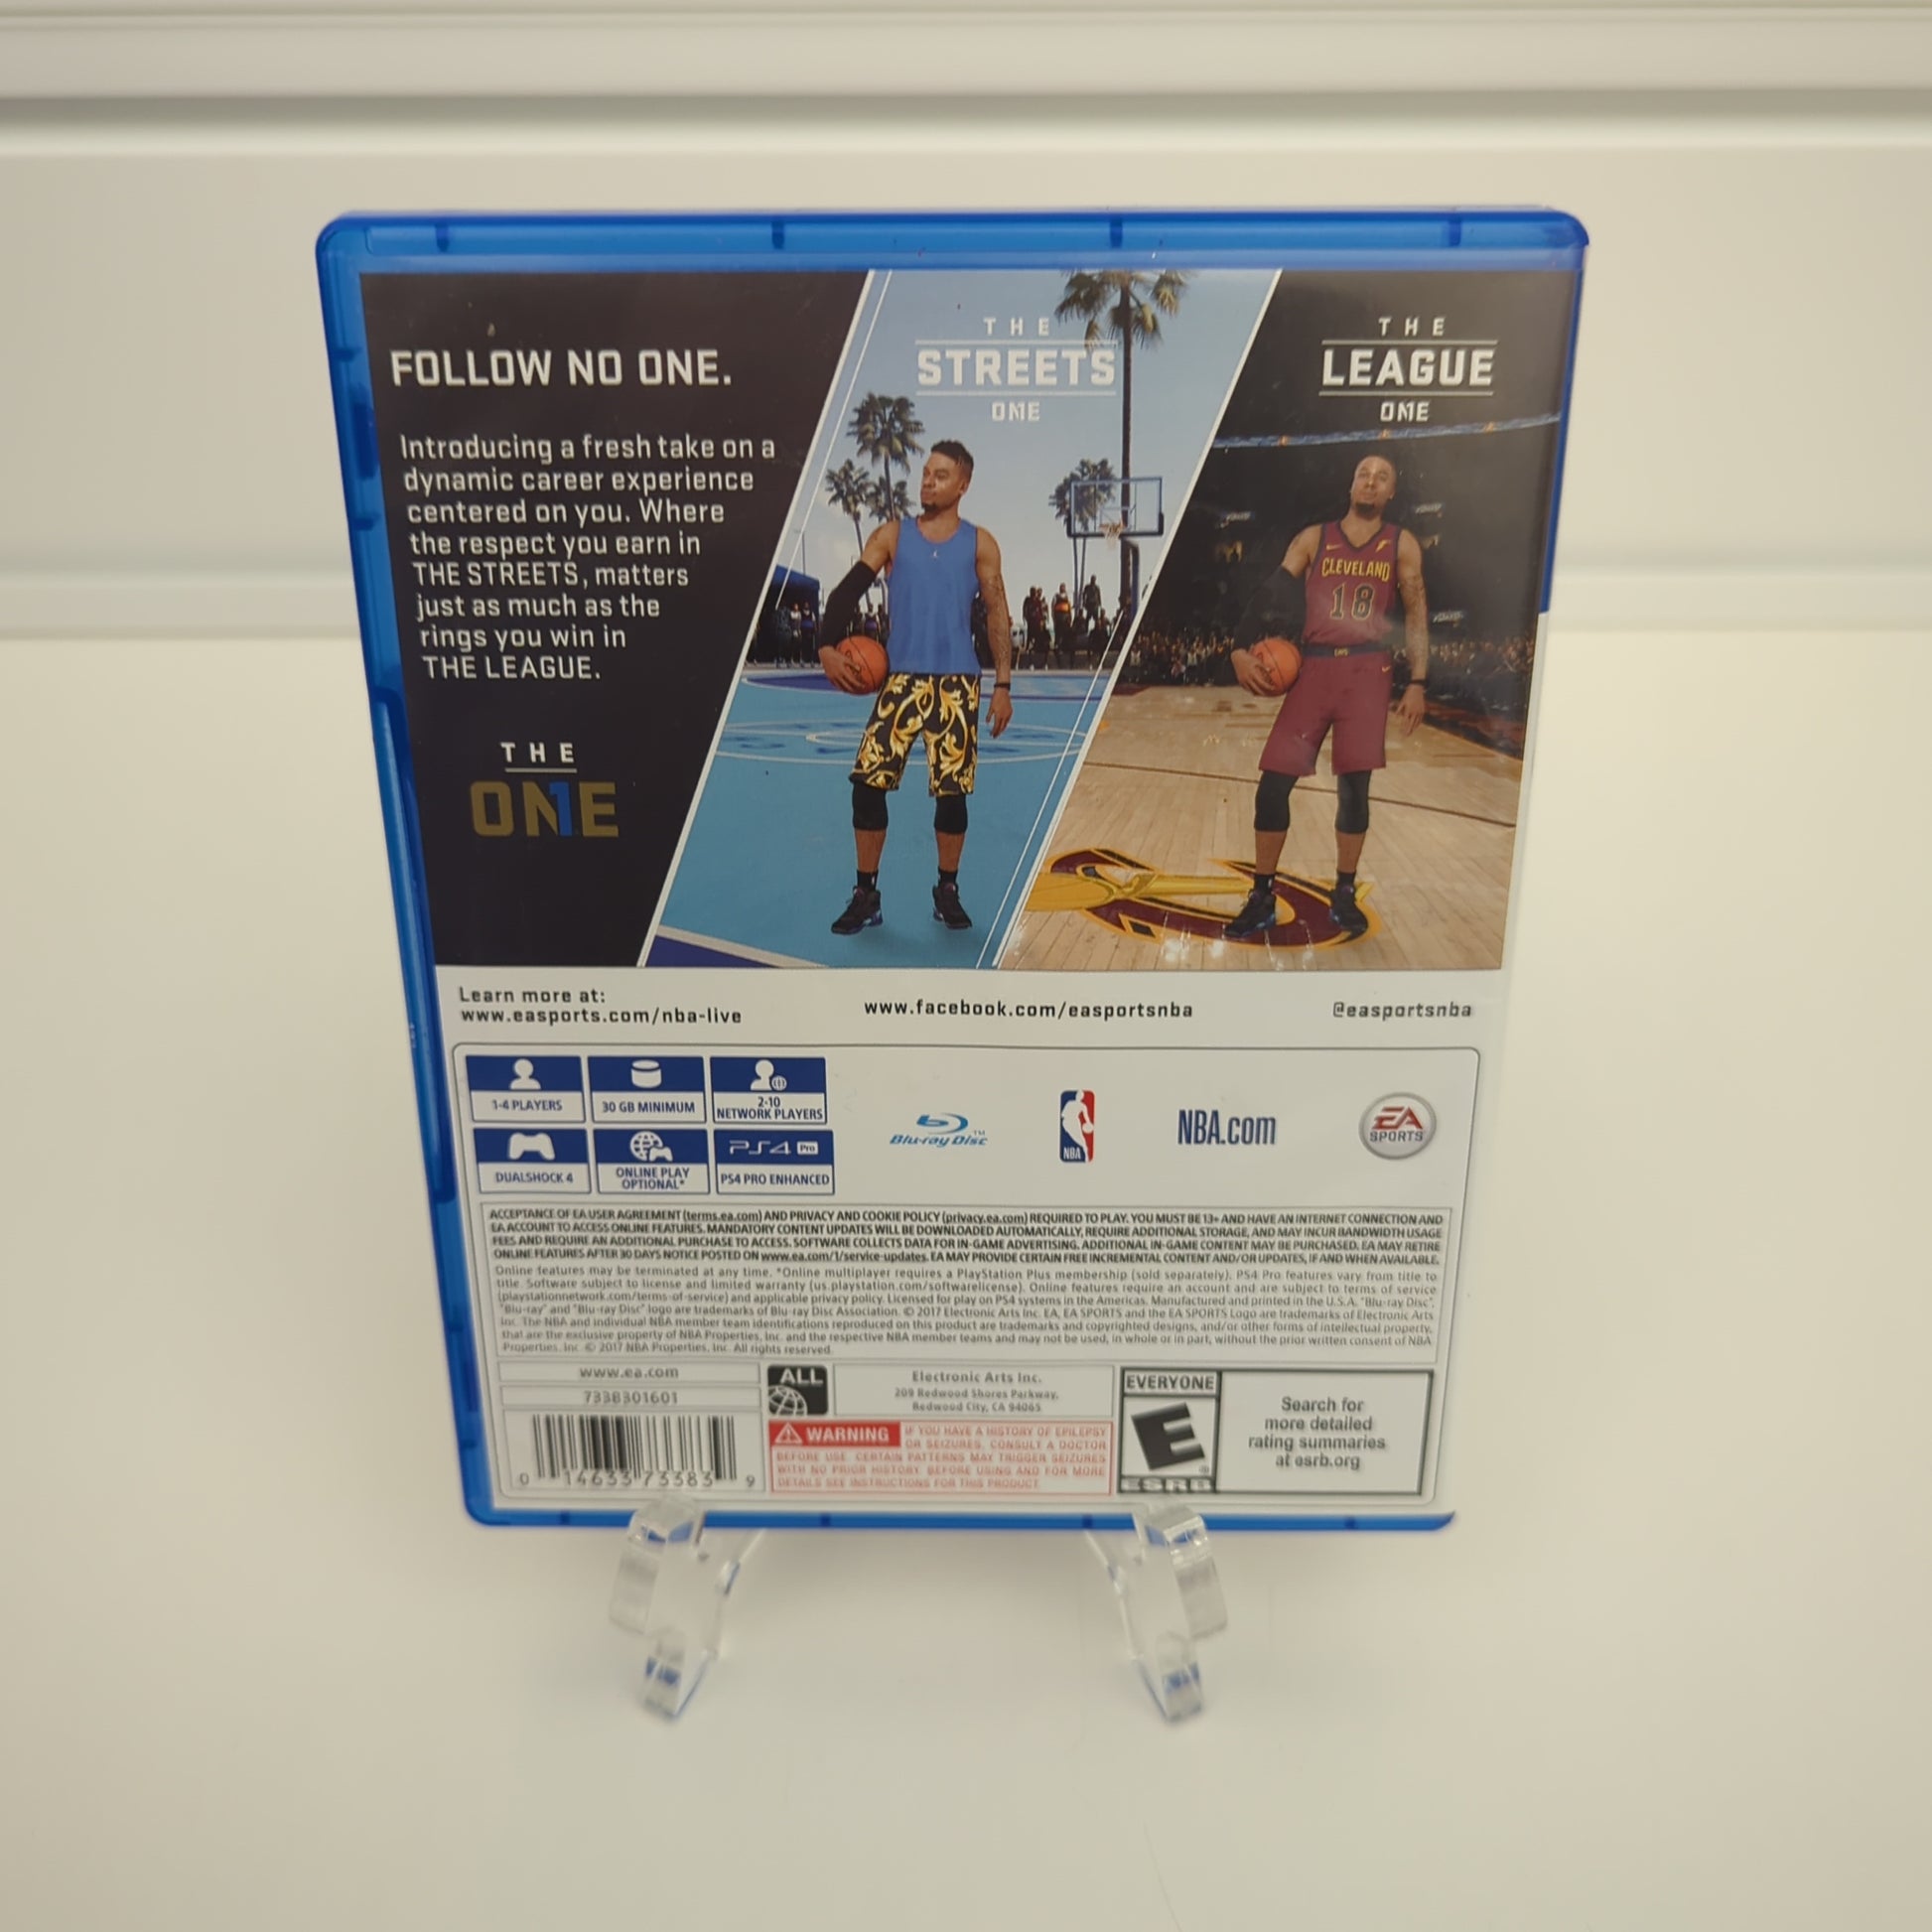 FOLLOW NO ONE.
Introducing a fresh take on a
dynamic career experience
centered on you. Where
the respect you earn in
THE STREETS, matters
just as much as the
rings you win in
THE LEAGUE.
THE
ONE
THE
STREETS
ONE
THE
LEAGUE
ONE
CLEVELAND
18
Learn more at:
www.easports.com/nba-live
www.facebook.com/easportsnba
@easportsnba
1-4 PLAYERS
30 GB MINIMUM
2-10
NETWORK PLAYERS
DUALSHOCK 4
ONLINE PLAY
OPTIONAL*
PS4 Pro
PS4 PRO ENHANCED
Blu-ray Disc™
NBA
NBA.com
EA
SPORTS
ACCEPTANCE OF EA USER AGREEMENT (terms.ea.com) AND PRIVACY AND COOKIE POLICY (privacy.ea.com) REQUIRED TO PLAY. YOU MUST BE 13+ AND HAVE AN INTERNET CONNECTION AND
EA ACCOUNT TO ACCESS ONLINE FEATURES. MANDATORY CONTENT UPDATES WILL BE DOWNLOADED AUTOMATICALLY, REQUIRE ADDITIONAL STORAGE, AND MAY INCUR BANDWIDTH USAGE
FEES AND REQUIRE AN ADDITIONAL PURCHASE TO ACCESS. SOFTWARE COLLECTS DATA FOR IN-GAME ADVERTISING. ADDITIONAL IN-GAME CONTENT MAY BE PURCHASED. EA MAY RETIRE
ONLINE FEATURES AFTER 30 DAYS NOTICE POSTED ON www.ea.com/1/service-updates. EA MAY PROVIDE CERTAIN FREE INCREMENTAL CONTENT AND/OR UPDATES, IF AND WHEN AVAILABLE.
Online features may be terminated at any time. *Online multiplayer requires a PlayStation Plus membership (sold separately). PS4 Pro features vary from title to
title. Software subject to license and limited warranty (us.playstation.com/softwarelicense). Online features require an account and are subject to terms of service
(playstationnetwork.com/terms-of-service) and applicable privacy policy. Licensed for play on PS4 systems in the Americas. Manufactured and printed in the U.S.A. "Blu-ray Disc",
"Blu-ray" and "Blu-ray Disc" logo are trademarks of Blu-ray Disc Association. © 2017 Electronic Arts Inc. EA, EA SPORTS and the EA SPORTS Logo are trademarks of Electronic Arts
Inc. The NBA and individual NBA member team identifications reproduced on this product are trademarks and copyrighted designs, and/or other forms of intellectual property,
that are the exclusive property of NBA Properties, Inc. and the respective NBA member teams and may not be used, in whole or in part, without the prior written consent of NBA
Properties, Inc. © 2017 NBA Properties, Inc. All rights reserved.
www.ea.com
7338301601
0 14633 73383 9
ALL
Electronic Arts Inc.
209 Redwood Shores Parkway,
Redwood City, CA 94065
WARNING IF YOU HAVE A HISTORY OF EPILEPSY
OR SEIZURES, CONSULT A DOCTOR
BEFORE USE. CERTAIN PATTERNS MAY TRIGGER SEIZURES
WITH NO PRIOR HISTORY. BEFORE USING AND FOR MORE
DETAILS SEE INSTRUCTIONS FOR THIS PRODUCT.
EVERYONE
E
ESRB
Search for
more detailed
rating summaries
at esrb.org